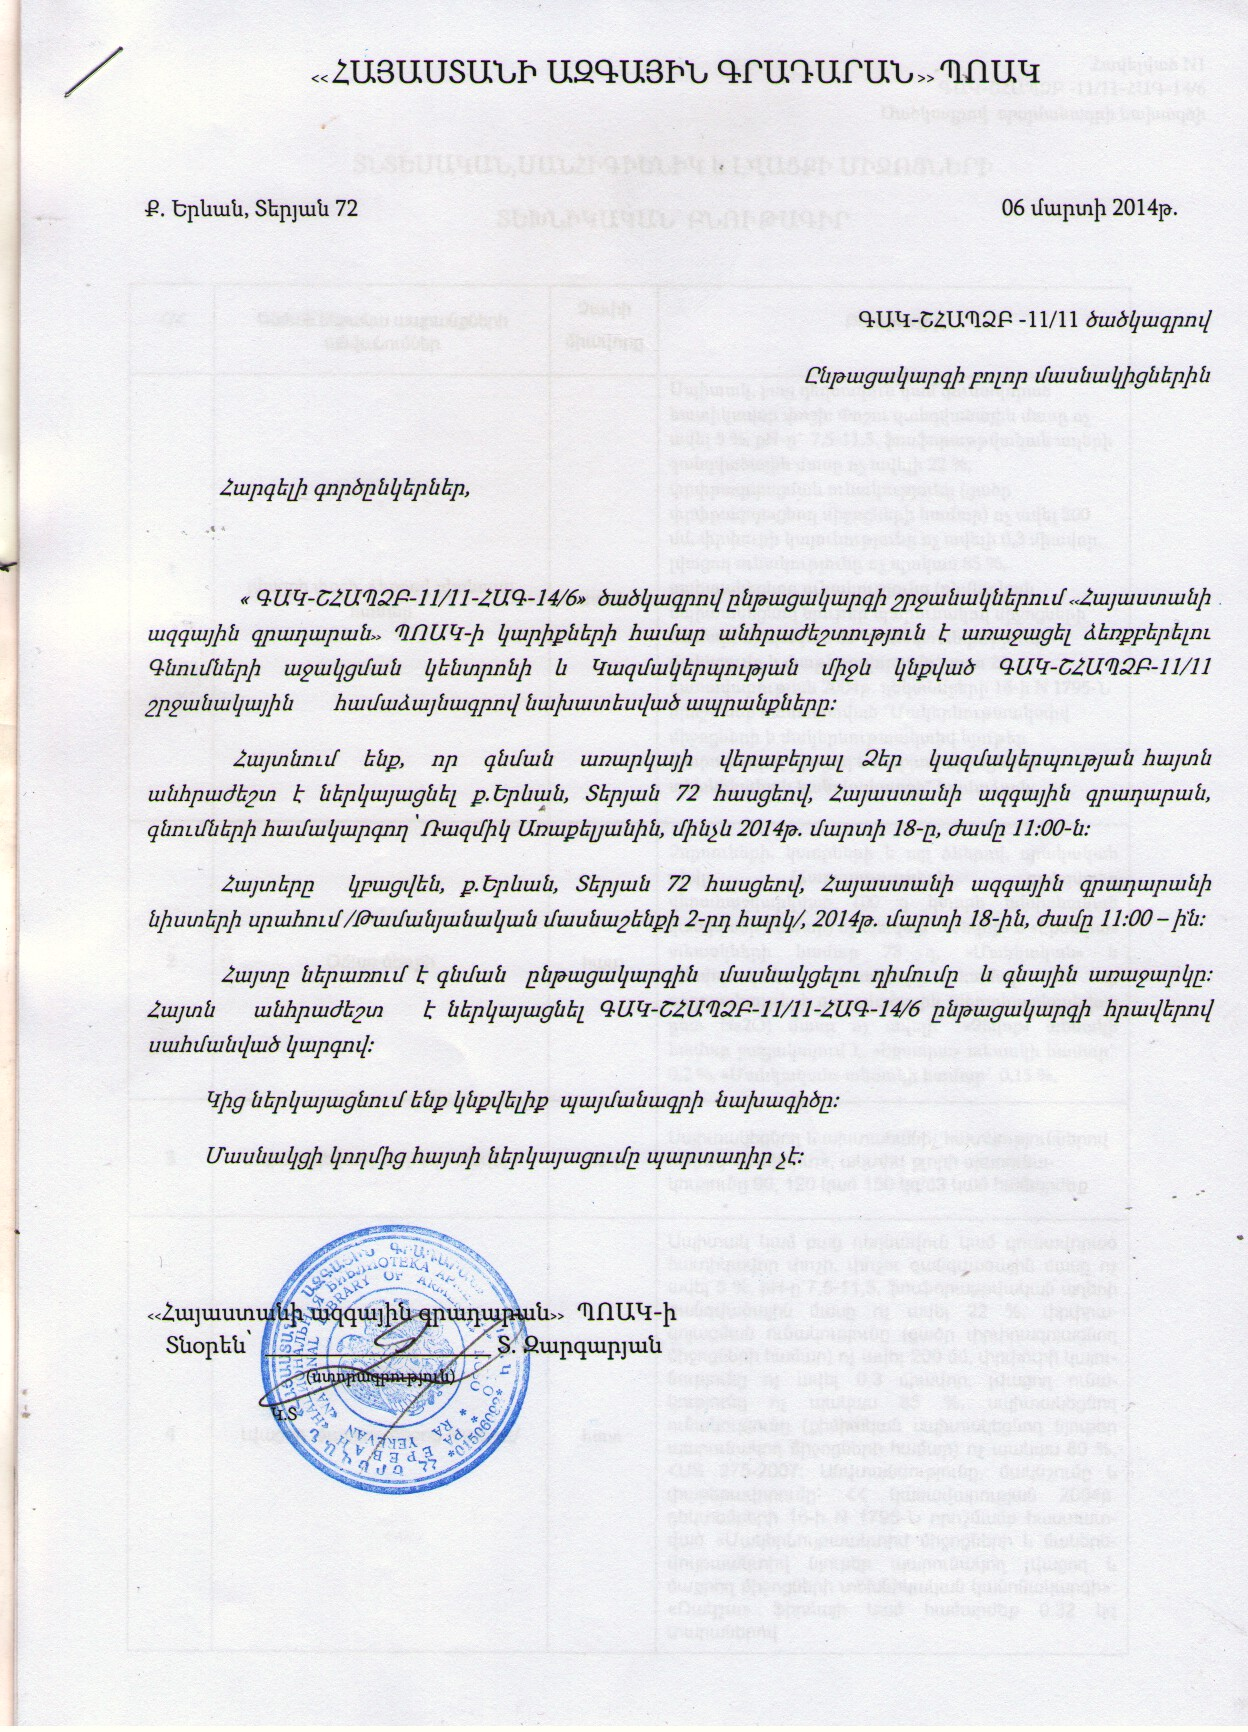 <<ՀԱՅԱՍՏԱՆԻ ԱԶԳԱՅԻՆ ԳՐԱԴԱՐԱՆ>> ՊՈԱԿ
Ք. Երևան, Տերյան 72
06 մարտի 2014թ.
ԳԱԿ-ՇՀԱՊՁԲ -11/11 ծածկագրով
Ընթացակարգի բոլոր մասնակիցներին
Հարգելի գործընկերներ,
« ԳԱԿ-ՇՀԱՊՁԲ-11/11-ՀԱԳ-14/6» ծածկագրով ընթացակարգի շրջանակներում <<Հայաստանի
ազգային գրադարան>> ՊՈԱԿ-ի կարիքների համար անհրաժեշտություն է առաջացել ձեռքբերելու
Գնումների աջակցման կենտրոնի և Կազմակերպության միջև կնքված ԳԱԿ-ՇՀԱՊՁԲ-11/11
շրջանակային համաձայնագրով նախատեսված ապրանքները:
Հայտնում ենք, որ գնման առարկայի վերաբերյալ Ձեր կազմակերպության հայտն
անհրաժեշտ է ներկայացնել ք.Երևան, Տերյան 72 հասցեով, Հայաստանի ազգային գրադարան,
գնումների համակարգող՝ Ռազմիկ Առաքելյանին, մինչև 2014թ. մարտի 18-ը, ժամը 11:00-ն:
Հայտերը կբացվեն, ք.Երևան, Տերյան 72 հասցեով, Հայաստանի ազգային գրադարանի
նիստերի սրահում /Թամանյանական մասնաշենքի 2-րդ հարկ/, 2014թ. մարտի 18-ին, ժամը 11:00 – ին:
Հայտը ներառում է գնման ընթացակարգին մասնակցելու դիմումը և գնային առաջարկը:
Հայտն անհրաժեշտ է ներկայացնել ԳԱԿ-ՇՀԱՊՁԲ-11/11-ՀԱԳ-14/6 ընթացակարգի հրավերով
սահմանված կարգով:
Կից ներկայացնում ենք կնքվելիք պայմանագրի նախագիծը:
Մասնակցի կողմից հայտի ներկայացումը պարտադիր չէ:
<<Հայաստանի ազգային գրադարան>> ՊՈԱԿ-ի
Տնօրեն՝ Տ. Զարգարյան
(ստորագրություն)
Կ.Տ